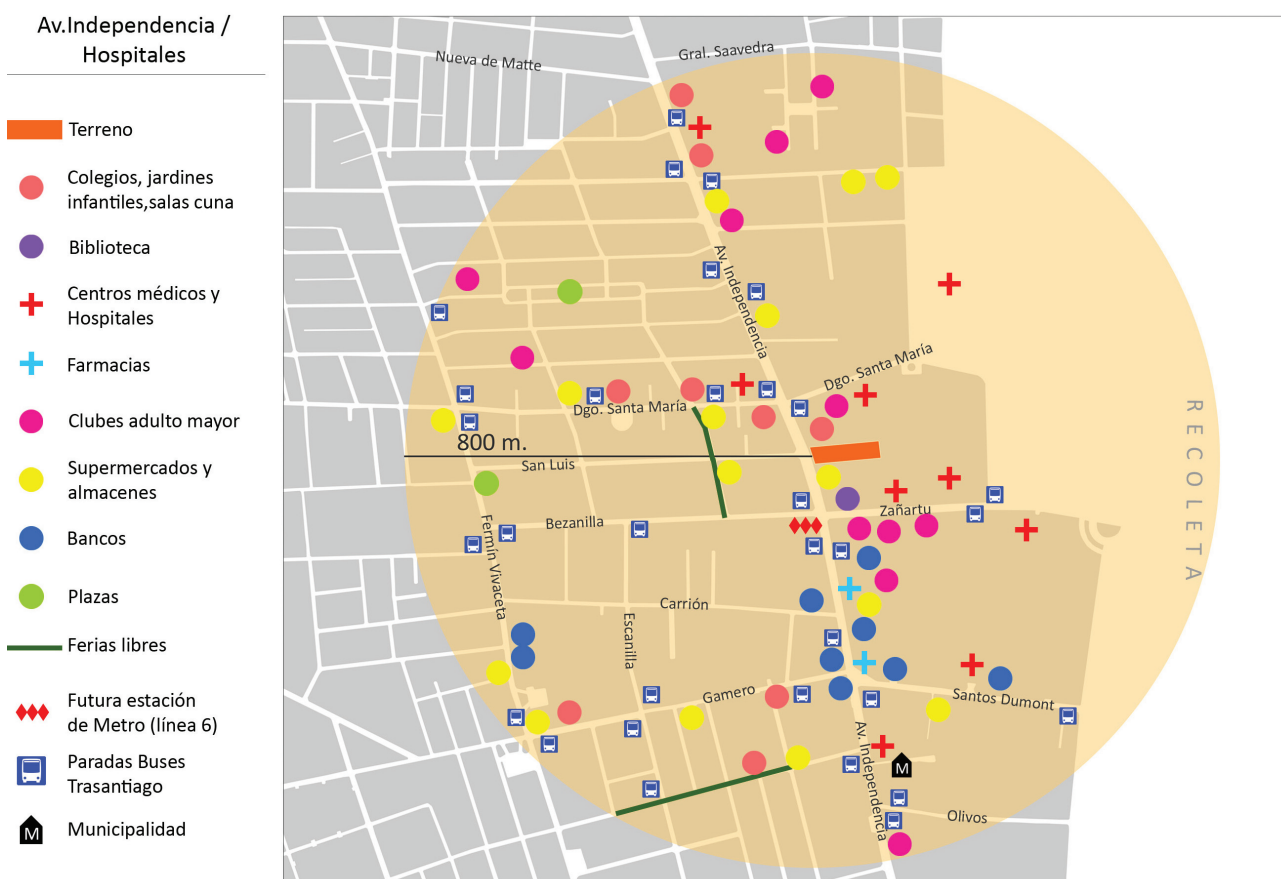 Av.Independencia /
Hospitales
Terreno
Colegios, jardines
infantiles,salas cuna
Biblioteca
Centros médicos y
Hospitales
Farmacias
Clubes adulto mayor
Supermercados y
almacenes
Bancos
Plazas
Ferias libres
Futura estación
de Metro (línea 6)
Paradas Buses
Trasantiago
M
Municipalidad
Nueva de Matte
Gral. Saavedra
Av. Independencia
Dgo. Santa María
Dgo. Santa María
800 m.
San Luis
RECOLETA
Bezanilla
Zañartu
Fermín Vivaceta
Carrión
Escanilla
Gamero
Santos Dumont
Av. Independencia
M
Olivos